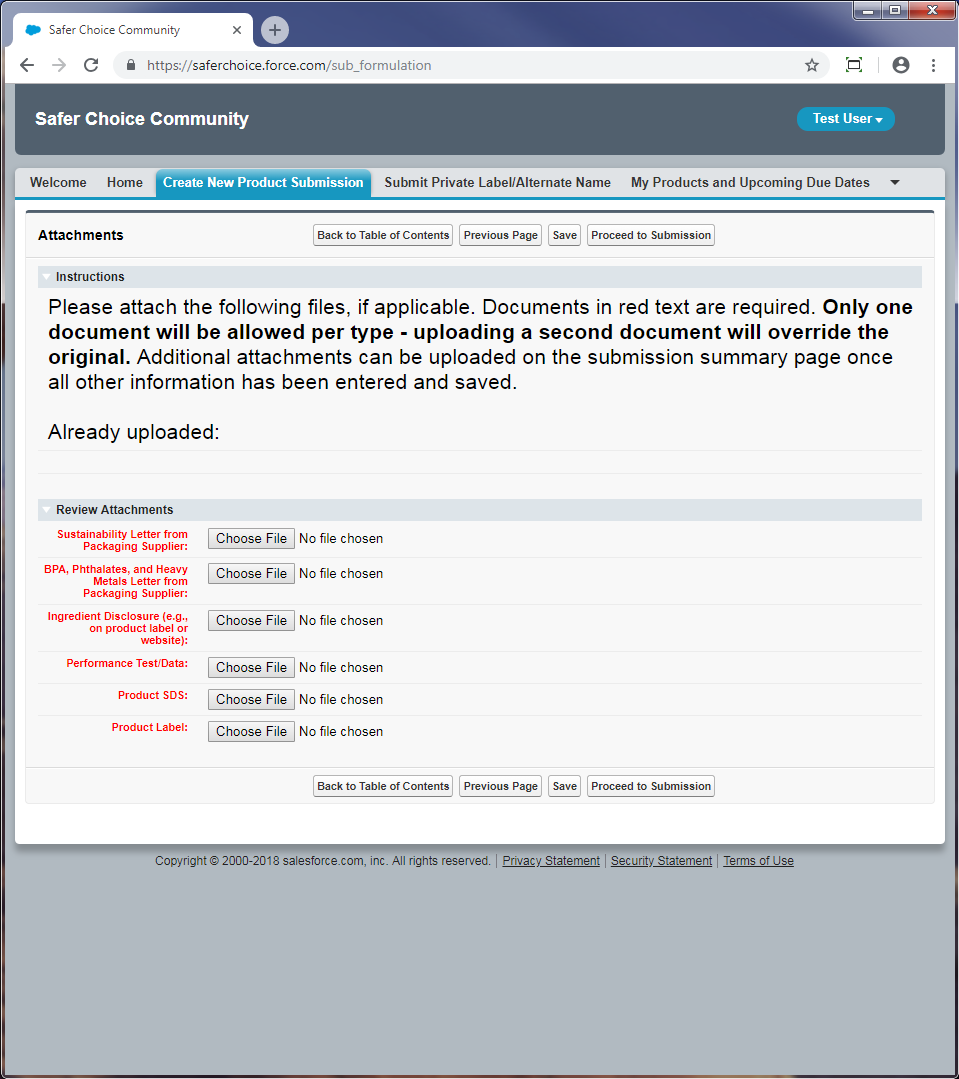 Safer Choice Community
https://saferchoice.force.com/sub_formulation
Safer Choice Community
Test User
Welcome Home Create New Product Submission Submit Private Label/Alternate Name My Products and Upcoming Due Dates
Attachments Back to Table of Contents Previous Page Save Proceed to Submission
Instructions
Please attach the following files, if applicable. Documents in red text are required. Only one
document will be allowed per type - uploading a second document will override the
original. Additional attachments can be uploaded on the submission summary page once
all other information has been entered and saved.
Already uploaded:
Review Attachments
Sustainability Letter from
Packaging Supplier:
Choose File No file chosen
BPA, Phthalates, and Heavy
Metals Letter from
Packaging Supplier:
Choose File No file chosen
Ingredient Disclosure (e.g.,
on product label or
website):
Choose File No file chosen
Performance Test/Data: Choose File No file chosen
Product SDS: Choose File No file chosen
Product Label: Choose File No file chosen
Back to Table of Contents Previous Page Save Proceed to Submission
Copyright © 2000-2018 salesforce.com, inc. All rights reserved. | Privacy Statement | Security Statement | Terms of Use